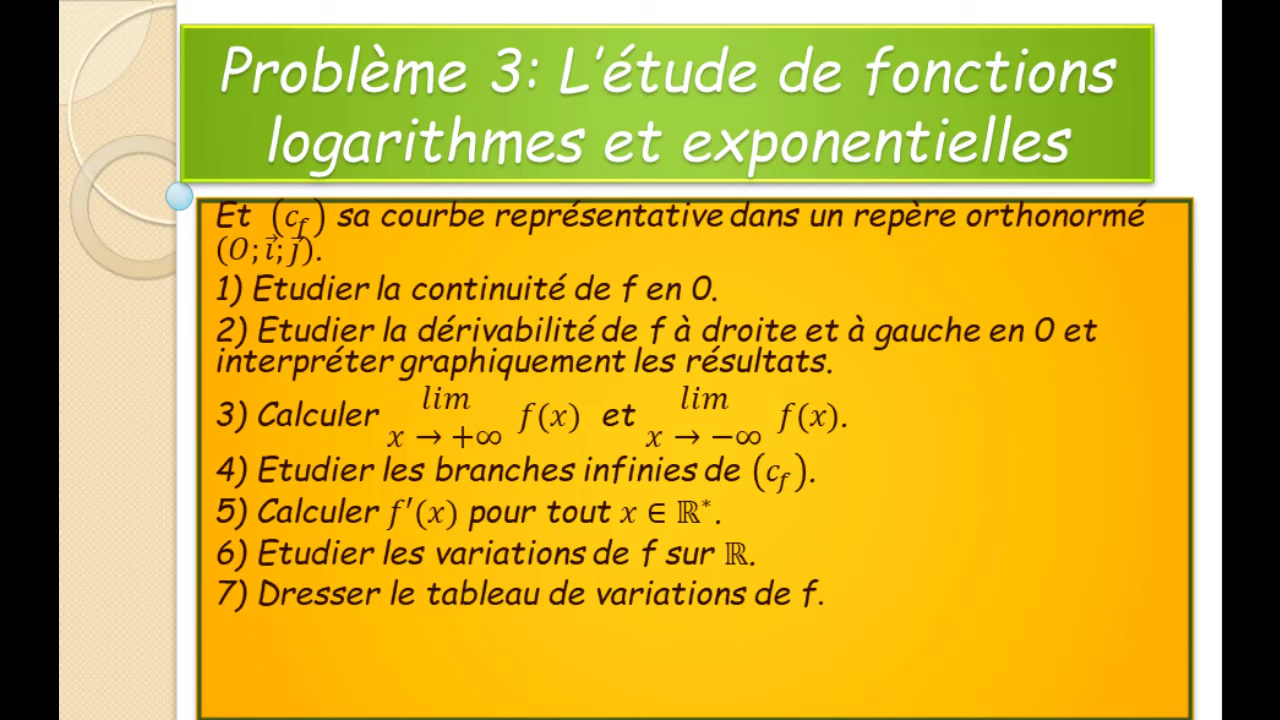 Problème 3: L’étude de fonctions
logarithmes et exponentielles
Et (c_f) sa courbe représentative dans un repère orthonormé
(O; i⃗; j⃗).
1) Etudier la continuité de f en 0.
2) Etudier la dérivabilité de f à droite et à gauche en 0 et
interpréter graphiquement les résultats.
3) Calculer lim x → +∞ f(x) et lim x → −∞ f(x).
4) Etudier les branches infinies de (c_f).
5) Calculer f′(x) pour tout x ∈ ℝ*.
6) Etudier les variations de f sur ℝ.
7) Dresser le tableau de variations de f.